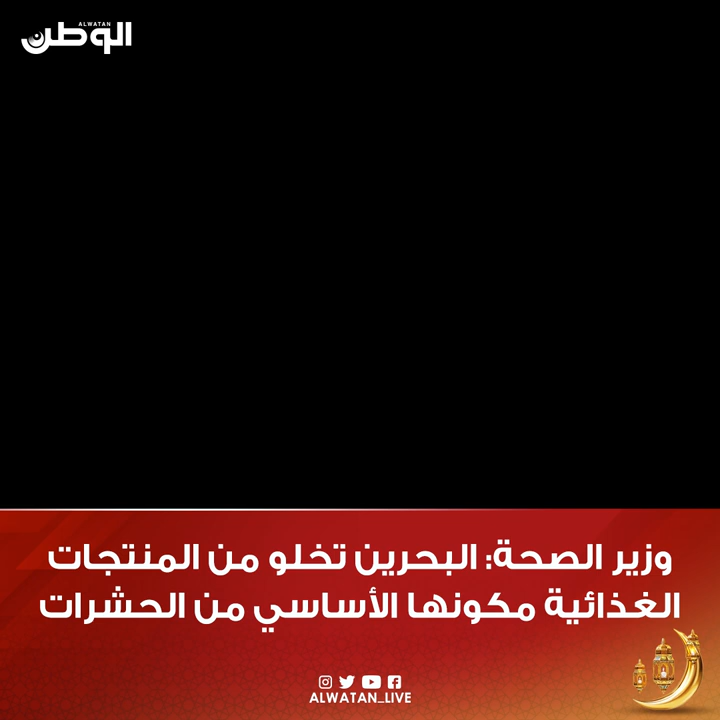 ALWATAN
الوطن
وزير الصحة: البحرين تخلو من المنتجات
الغذائية مكونها الأساسي من الحشرات
ALWATAN_LIVE